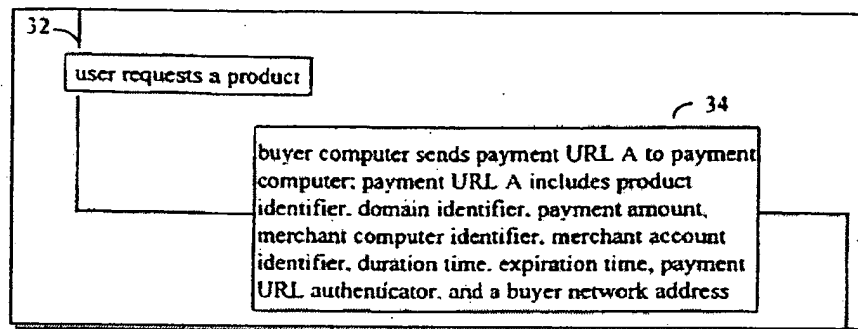 32
user requests a product
34
buyer computer sends payment URL A to payment
computer; payment URL A includes product
identifier, domain identifier, payment amount,
merchant computer identifier, merchant account
identifier, duration time, expiration time, payment
URL authenticator, and a buyer network address